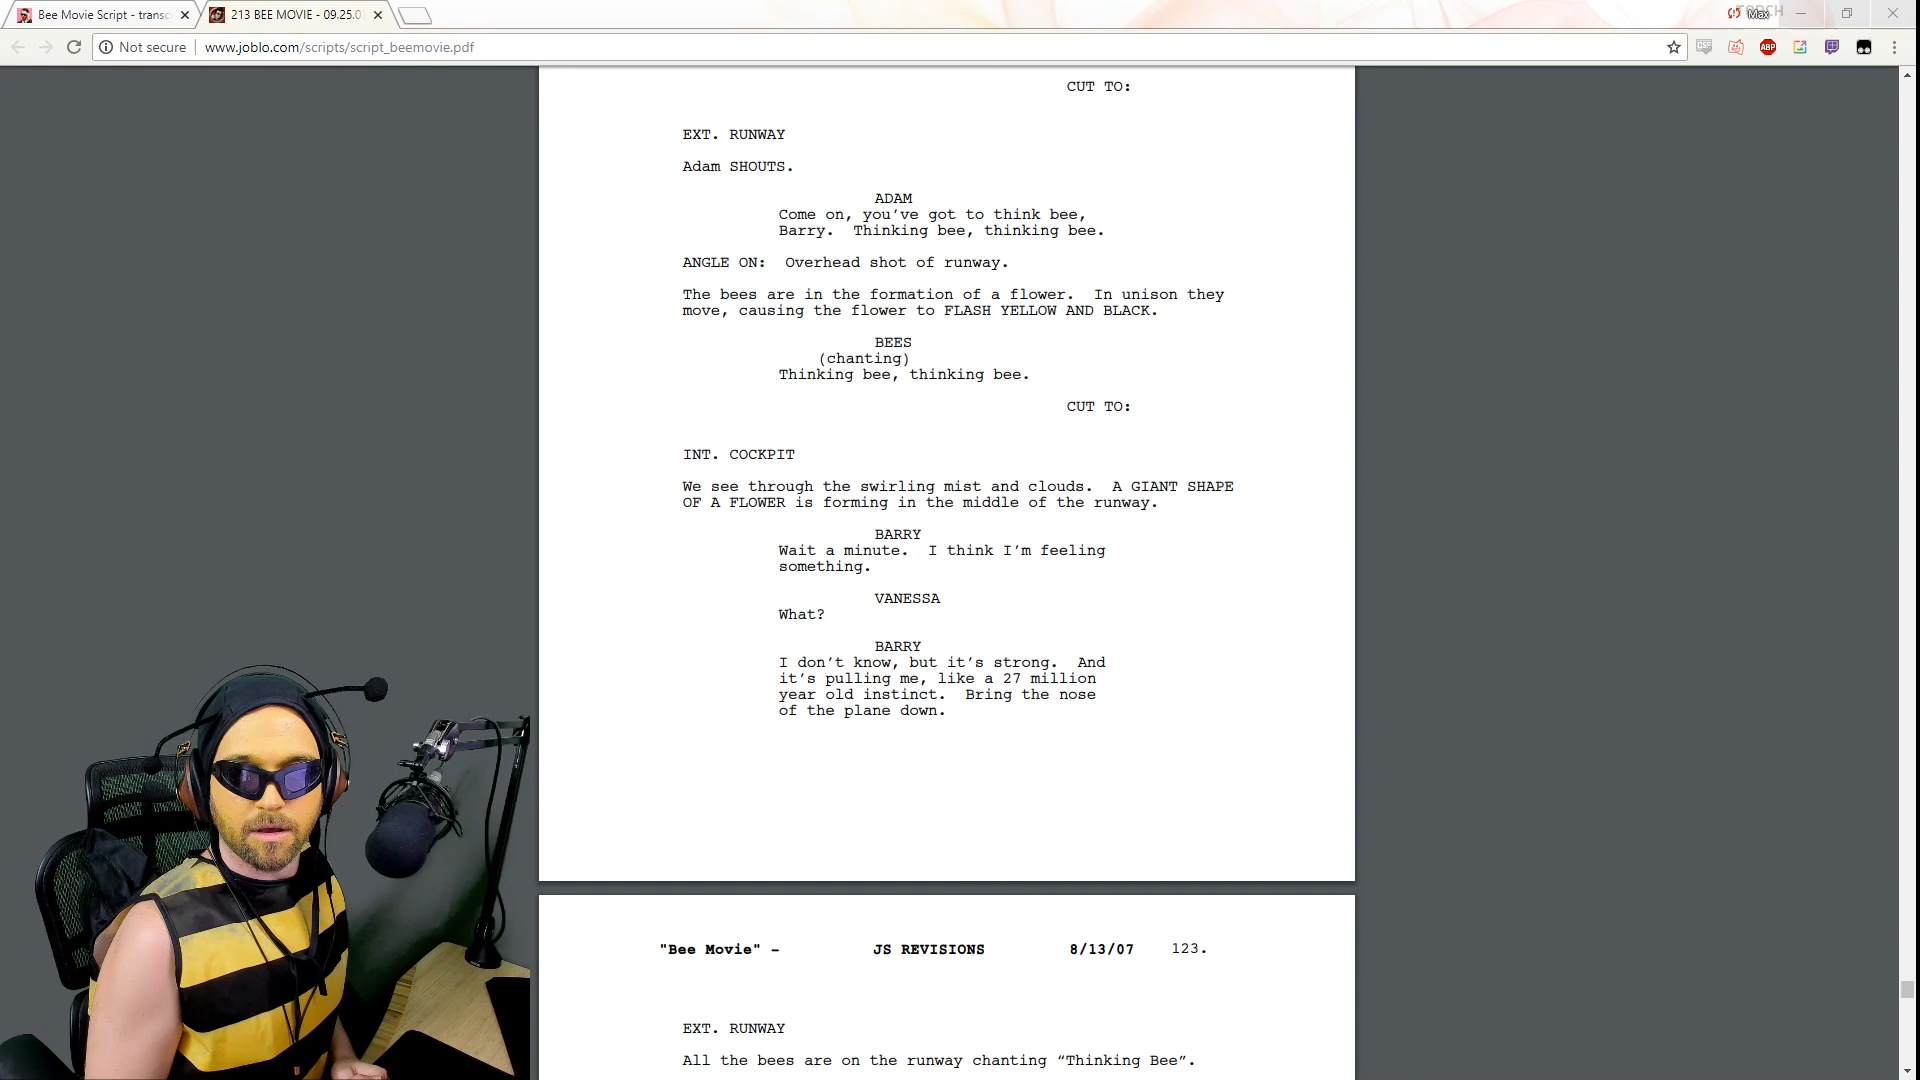 Bee Movie Script - transc
213 BEE MOVIE - 09.25.0
Max
Not secure
www.joblo.com/scripts/script_beemovie.pdf
ABP
CUT TO:
EXT. RUNWAY
Adam SHOUTS.
ADAM
Come on, you’ve got to think bee,
Barry. Thinking bee, thinking bee.
ANGLE ON: Overhead shot of runway.
The bees are in the formation of a flower. In unison they
move, causing the flower to FLASH YELLOW AND BLACK.
BEES
(chanting)
Thinking bee, thinking bee.
CUT TO:
INT. COCKPIT
We see through the swirling mist and clouds. A GIANT SHAPE
OF A FLOWER is forming in the middle of the runway.
BARRY
Wait a minute. I think I’m feeling
something.
VANESSA
What?
BARRY
I don’t know, but it’s strong. And
it’s pulling me, like a 27 million
year old instinct. Bring the nose
of the plane down.
"Bee Movie" - JS REVISIONS 8/13/07 123.
EXT. RUNWAY
All the bees are on the runway chanting “Thinking Bee”.